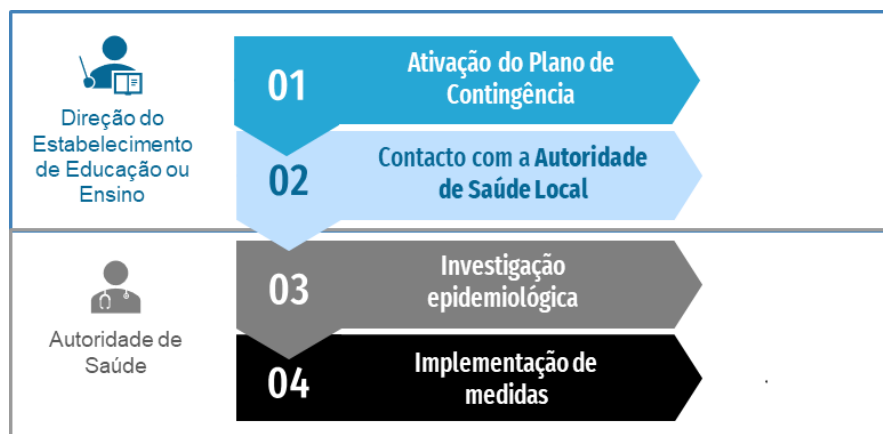 Direção do
Estabelecimento
de Educação ou
Ensino
01
Ativação do Plano de
Contingência
02
Contacto com a Autoridade
de Saúde Local
Autoridade de
Saúde
03
Investigação
epidemiológica
04
Implementação de
medidas
.